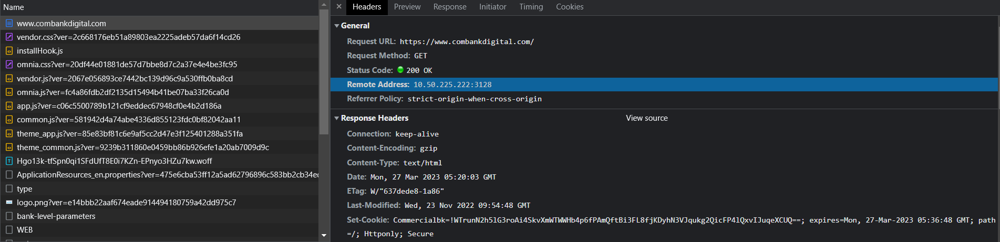 Name
www.combankdigital.com
vendor.css?ver=2c668176eb51a89803ea2225adeb57da6f14cd26
installHook.js
omnia.css?ver=20df44e01881de57d7bbe8d7c2a37e4e4be3fc95
vendor.js?ver=2067e056893ce7442bc139d96c9a530ffb0ba8cd
omnia.js?ver=fc4a86fdb2df2135d15494b41be07ba33f26ca0d
app.js?ver=c06c5500789b121cf9eddec67948cf0e4b2d186a
common.js?ver=581942d4a74abe4336d855123fdc0bf82042aa11
theme_app.js?ver=85e83bf81c6e9af5cc2d47e3f125401288a351fa
theme_common.js?ver=9239b311860e0459bb86b926efe1a20ab7009d9c
Hgo13k-tfSpn0qi1SFdUfT8E0i7KZn-EPnyo3HZu7kw.woff
ApplicationResources_en.properties?ver=475e6cba53ff12a5ad62796896c583bb2cb34ec
type
logo.png?ver=e14bbb22aaf674eade914494180759a42dd975c7
bank-level-parameters
WEB
Headers Preview Response Initiator Timing Cookies
General
Request URL: https://www.combankdigital.com/
Request Method: GET
Status Code: 200 OK
Remote Address: 10.50.225.222:3128
Referrer Policy: strict-origin-when-cross-origin
Response Headers View source
Connection: keep-alive
Content-Encoding: gzip
Content-Type: text/html
Date: Mon, 27 Mar 2023 05:20:03 GMT
ETag: W/"637dede8-1a86"
Last-Modified: Wed, 23 Nov 2022 09:54:48 GMT
Set-Cookie: Commercialbk=!WTrunN2h5lG3roAi4SkvXmWTWWHb4p6fPAmQftBi3FL8fjKDyhN3VJqukg2QicFP4lQxvIJuqeXCUQ==; expires=Mon, 27-Mar-2023 05:36:48 GMT; path
=/; Httponly; Secure